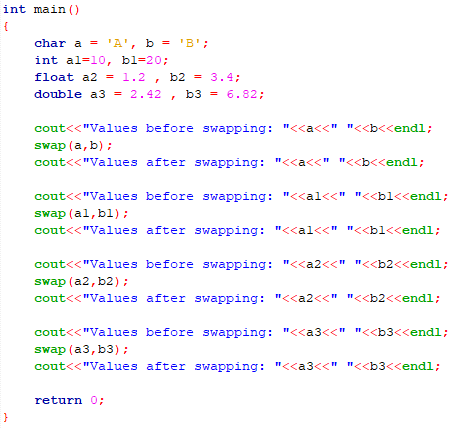 int main()
{
    char a = 'A', b = 'B';
    int a1=10, b1=20;
    float a2 = 1.2 , b2 = 3.4;
    double a3 = 2.42 , b3 = 6.82;

    cout<<"Values before swapping: "<<a<<" "<<b<<endl;
    swap(a,b);
    cout<<"Values after swapping: "<<a<<" "<<b<<endl;

    cout<<"Values before swapping: "<<a1<<" "<<b1<<endl;
    swap(a1,b1);
    cout<<"Values after swapping: "<<a1<<" "<<b1<<endl;

    cout<<"Values before swapping: "<<a2<<" "<<b2<<endl;
    swap(a2,b2);
    cout<<"Values after swapping: "<<a2<<" "<<b2<<endl;

    cout<<"Values before swapping: "<<a3<<" "<<b3<<endl;
    swap(a3,b3);
    cout<<"Values after swapping: "<<a3<<" "<<b3<<endl;

    return 0;
}